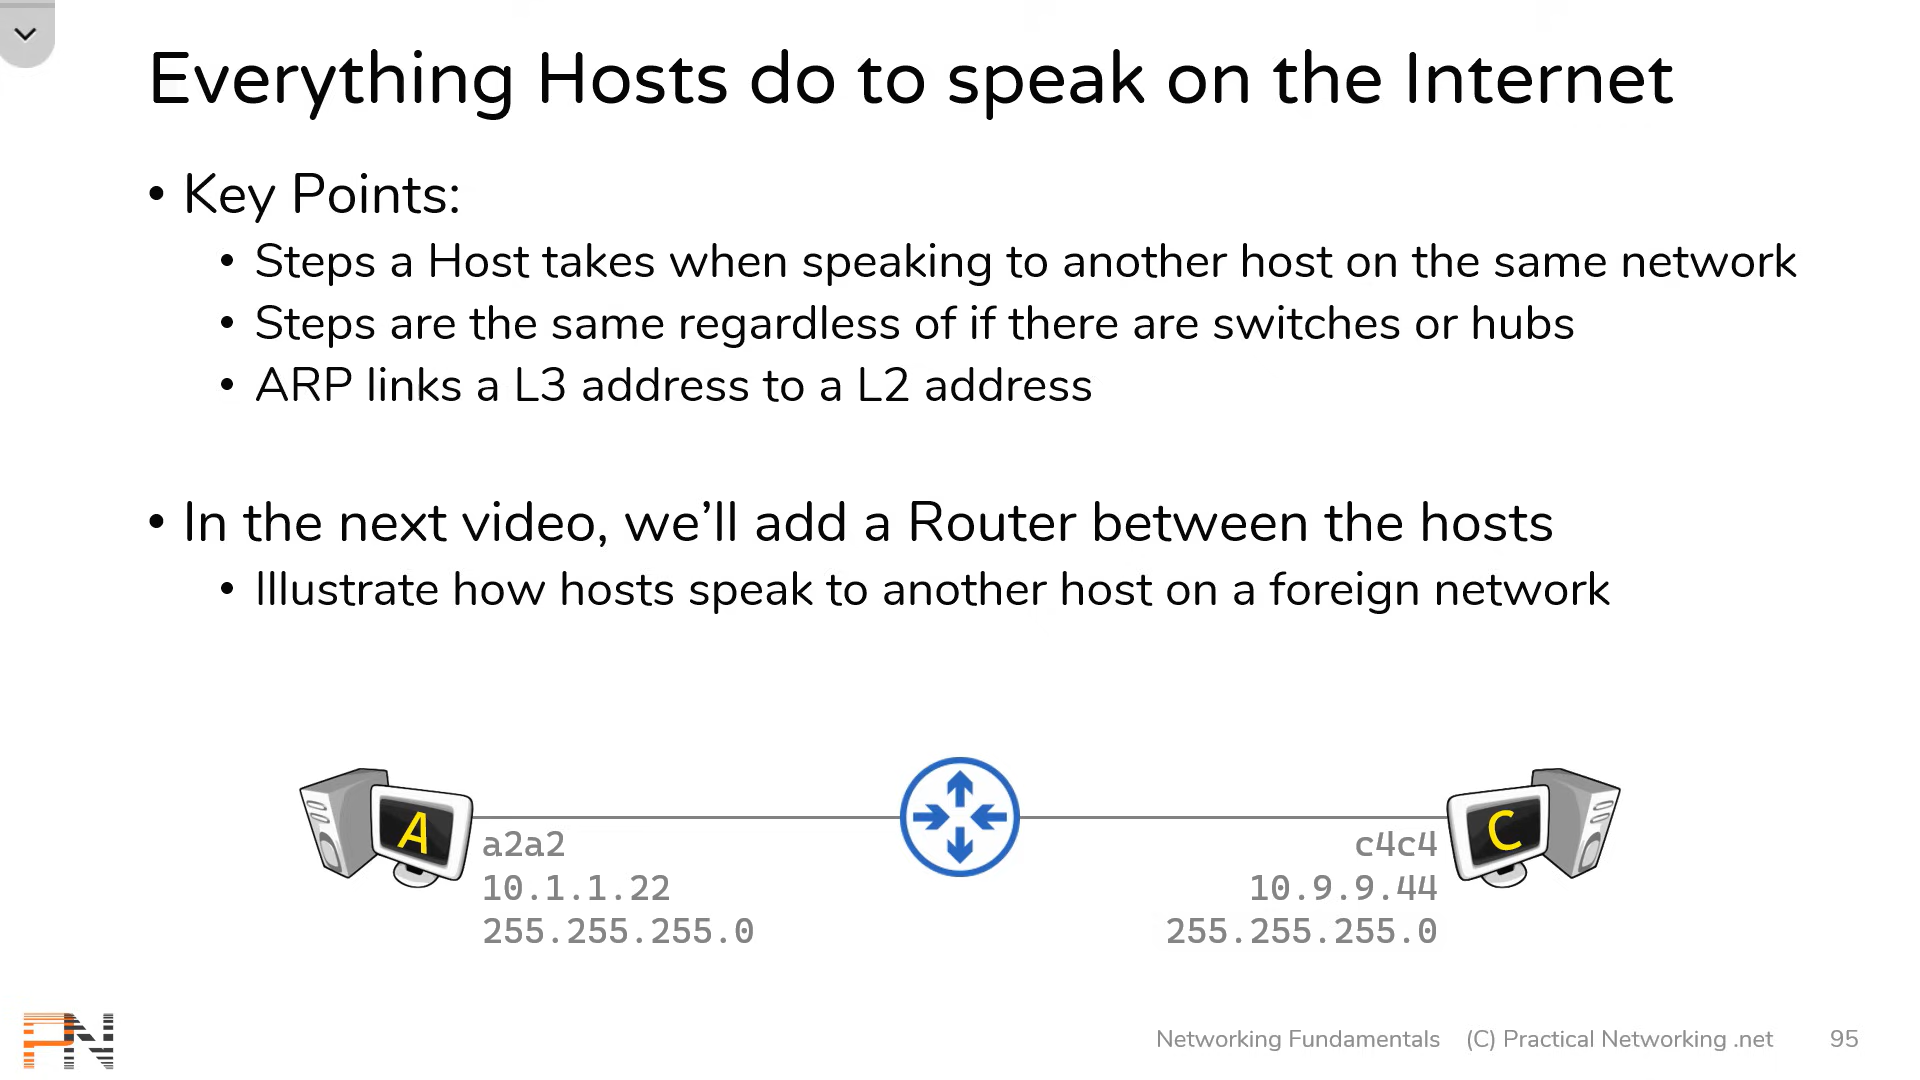 Everything Hosts do to speak on the Internet
• Key Points:
• Steps a Host takes when speaking to another host on the same network
• Steps are the same regardless of if there are switches or hubs
• ARP links a L3 address to a L2 address
• In the next video, we’ll add a Router between the hosts
• Illustrate how hosts speak to another host on a foreign network
A
a2a2
10.1.1.22
255.255.255.0
c4c4
10.9.9.44
255.255.255.0
C
PN
Networking Fundamentals (C) Practical Networking .net 95